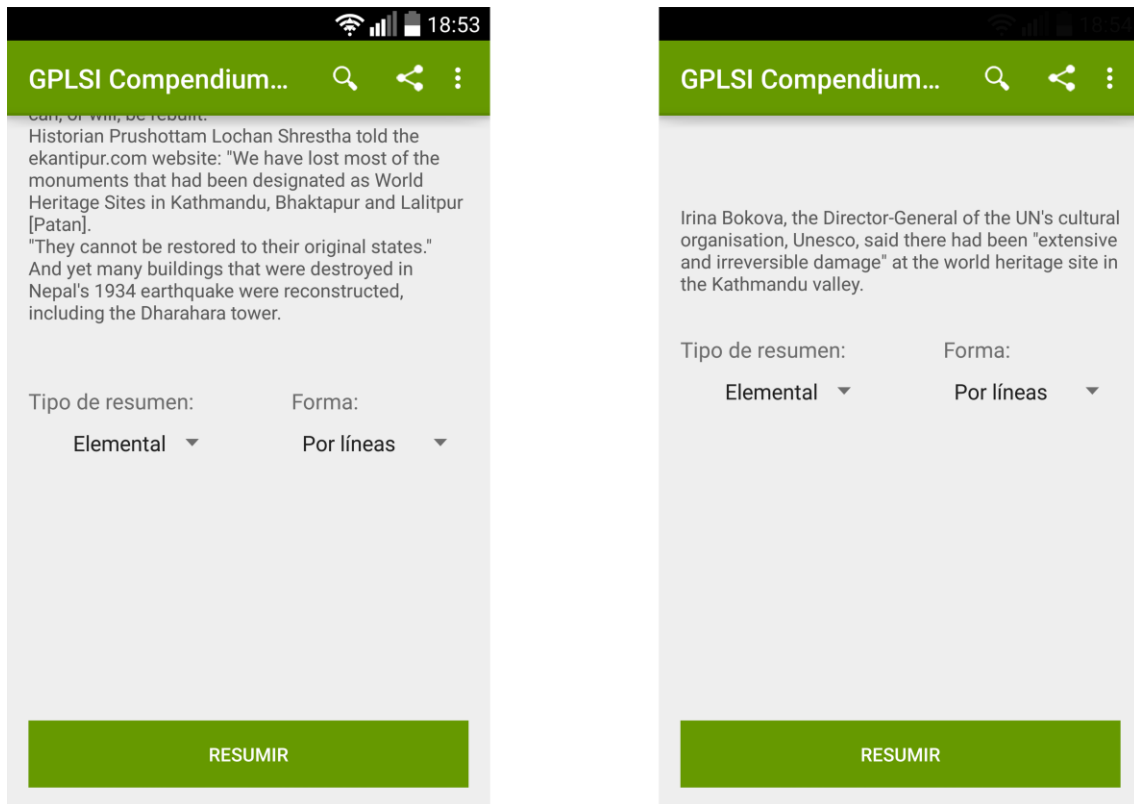 18:53
GPLSI Compendium...
can, or will, be rebuilt.
Historian Prushottam Lochan Shrestha told the
ekantipur.com website: "We have lost most of the
monuments that had been designated as World
Heritage Sites in Kathmandu, Bhaktapur and Lalitpur
[Patan].
"They cannot be restored to their original states."
And yet many buildings that were destroyed in
Nepal's 1934 earthquake were reconstructed,
including the Dharahara tower.
Tipo de resumen: Forma:
Elemental Por líneas
RESUMIR
18:54
GPLSI Compendium...
Irina Bokova, the Director-General of the UN's cultural
organisation, Unesco, said there had been "extensive
and irreversible damage" at the world heritage site in
the Kathmandu valley.
Tipo de resumen: Forma:
Elemental Por líneas
RESUMIR